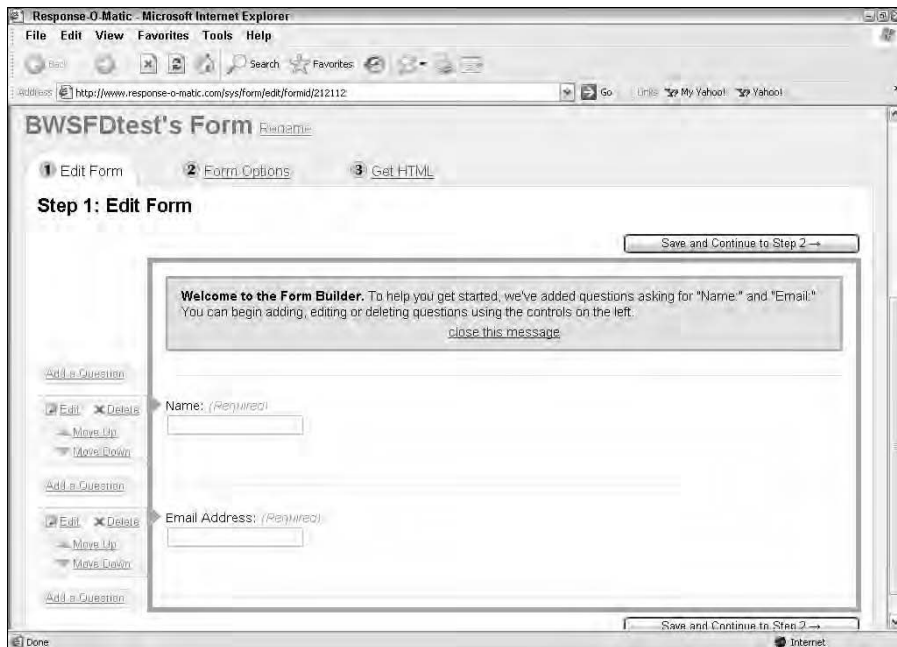 Response-O-Matic - Microsoft Internet Explorer
File Edit View Favorites Tools Help
Back Search Favorites
Address http://www.response-o-matic.com/sys/form/edit/formid/212112 Go Links My Yahoo! Yahoo!
BWSFDtest's Form Rename
1 Edit Form 2 Form Options 3 Get HTML
Step 1: Edit Form
Save and Continue to Step 2→
Welcome to the Form Builder. To help you get started, we've added questions asking for "Name:" and "Email:"
You can begin adding, editing or deleting questions using the controls on the left.
close this message
Add a Question
Edit Delete Name: (Required)
Move Up
Move Down
Add a Question
Edit Delete Email Address: (Required)
Move Up
Move Down
Add a Question
Save and Continue to Step 2→
Done Internet